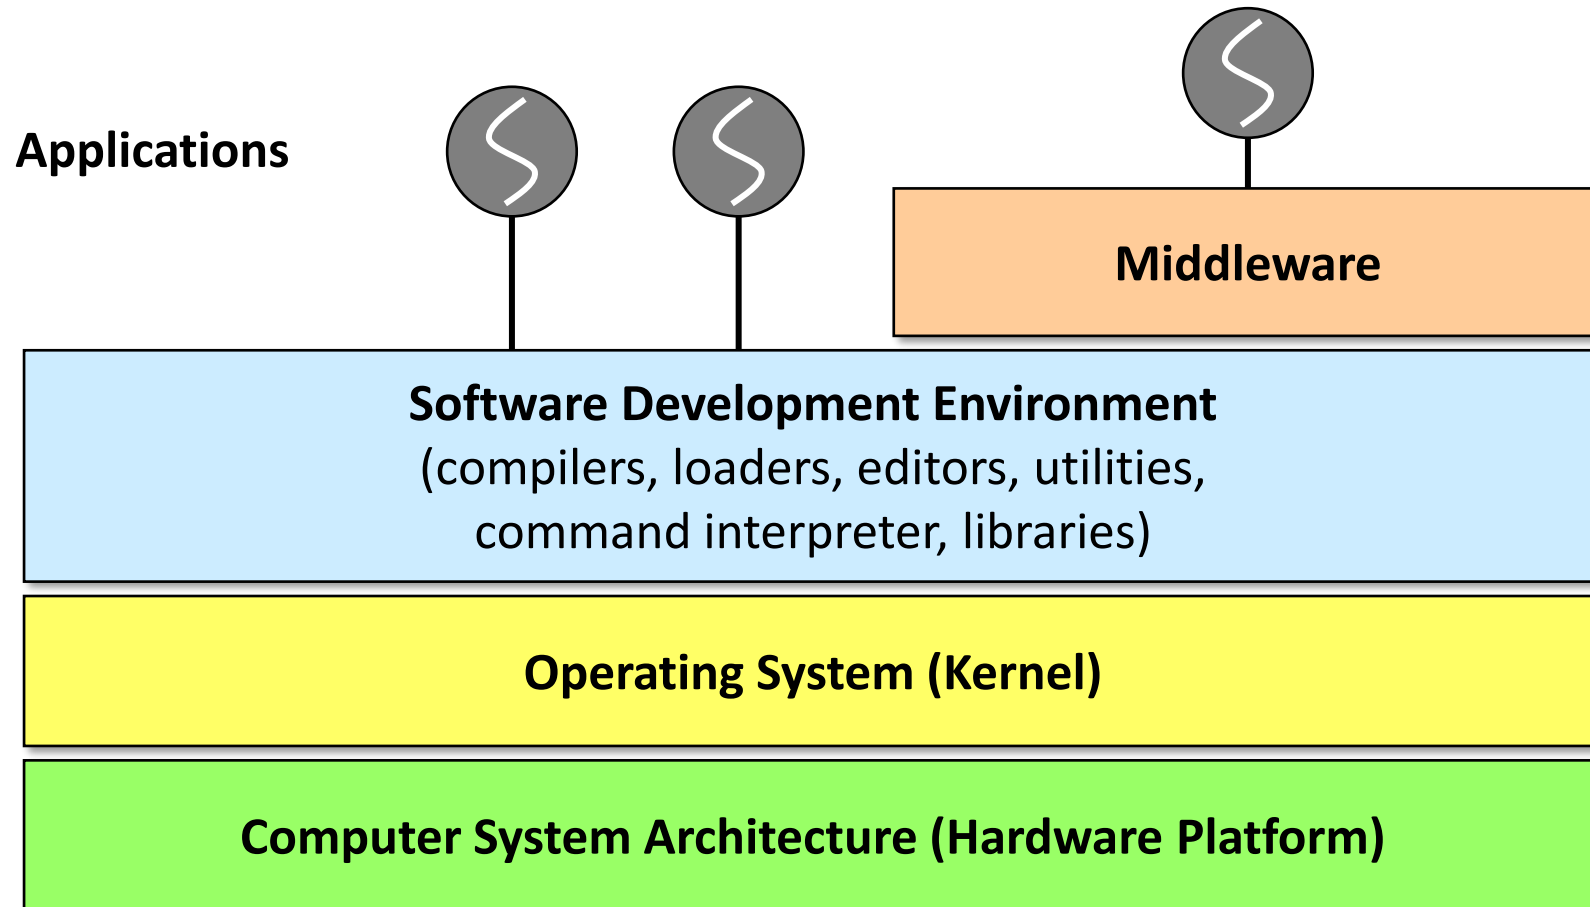 Applications
Middleware
Software Development Environment
(compilers, loaders, editors, utilities,
command interpreter, libraries)
Operating System (Kernel)
Computer System Architecture (Hardware Platform)